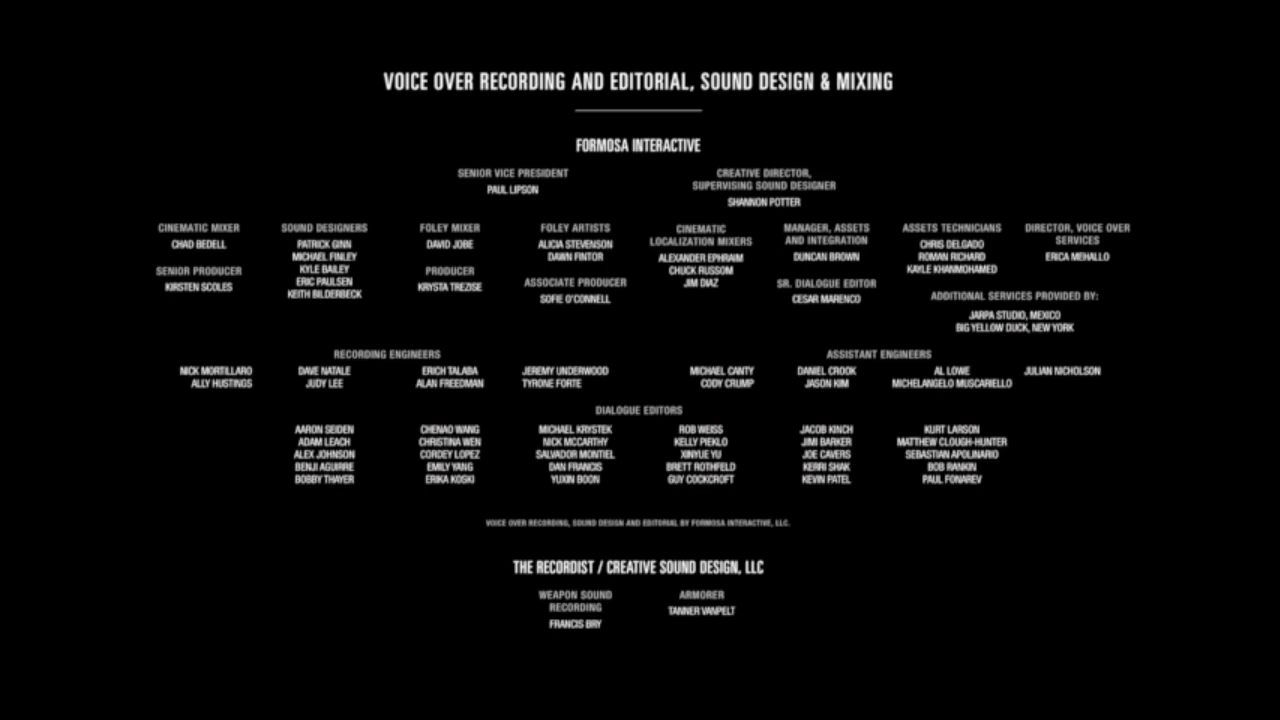 VOICE OVER RECORDING AND EDITORIAL, SOUND DESIGN & MIXING
FORMOSA INTERACTIVE
SENIOR VICE PRESIDENT
PAUL LIPSON
CREATIVE DIRECTOR,
SUPERVISING SOUND DESIGNER
SHANNON POTTER
CINEMATIC MIXER
CHAD BEDELL
SENIOR PRODUCER
KIRSTEN SCOLES
SOUND DESIGNERS
PATRICK GINN
MICHAEL FINLEY
KYLE BAILEY
ERIC PAULSEN
KEITH BILDERBECK
FOLEY MIXER
DAVID JOBE
PRODUCER
KRYSTA TREZISE
FOLEY ARTISTS
ALICIA STEVENSON
DAWN FINTOR
ASSOCIATE PRODUCER
SOFIE O'CONNELL
CINEMATIC
LOCALIZATION MIXERS
ALEXANDER EPHRAIM
CHUCK RUSSOM
JIM DIAZ
MANAGER, ASSETS
AND INTEGRATION
DUNCAN BROWN
SR. DIALOGUE EDITOR
CESAR MARENCO
ASSETS TECHNICIANS
CHRIS DELGADO
ROMAN RICHARD
KAYLE KHANMOHAMED
DIRECTOR, VOICE OVER
SERVICES
ERICA MEHALLO
ADDITIONAL SERVICES PROVIDED BY:
JARPA STUDIO, MEXICO
BIG YELLOW DUCK, NEW YORK
RECORDING ENGINEERS
NICK MORTILLARO DAVE NATALE ERICH TALABA JEREMY UNDERWOOD
ALLY HUSTINGS JUDY LEE ALAN FREEDMAN TYRONE FORTE
ASSISTANT ENGINEERS
MICHAEL CANTY DANIEL CROOK AL LOWE JULIAN NICHOLSON
CODY CRUMP JASON KIM MICHELANGELO MUSCARIELLO
DIALOGUE EDITORS
AARON SEIDEN CHENAO WANG MICHAEL KRYSTEK ROB WEISS JACOB KINCH KURT LARSON
ADAM LEACH CHRISTINA WEN NICK MCCARTHY KELLY PIEKLO JIMI BARKER MATTHEW CLOUGH-HUNTER
ALEX JOHNSON CORDEY LOPEZ SALVADOR MONTIEL XINYUE YU JOE CAVERS SEBASTIAN APOLINARIO
BENJI AGUIRRE EMILY YANG DAN FRANCIS BRETT ROTHFELD KERRI SHAK BOB RANKIN
BOBBY THAYER ERIKA KOSKI YUXIN BOON GUY COCKCROFT KEVIN PATEL PAUL FONAREV
VOICE OVER RECORDING, SOUND DESIGN AND EDITORIAL BY FORMOSA INTERACTIVE, LLC.
THE RECORDIST / CREATIVE SOUND DESIGN, LLC
WEAPON SOUND
RECORDING
FRANCIS BRY
ARMORER
TANNER VANPELT